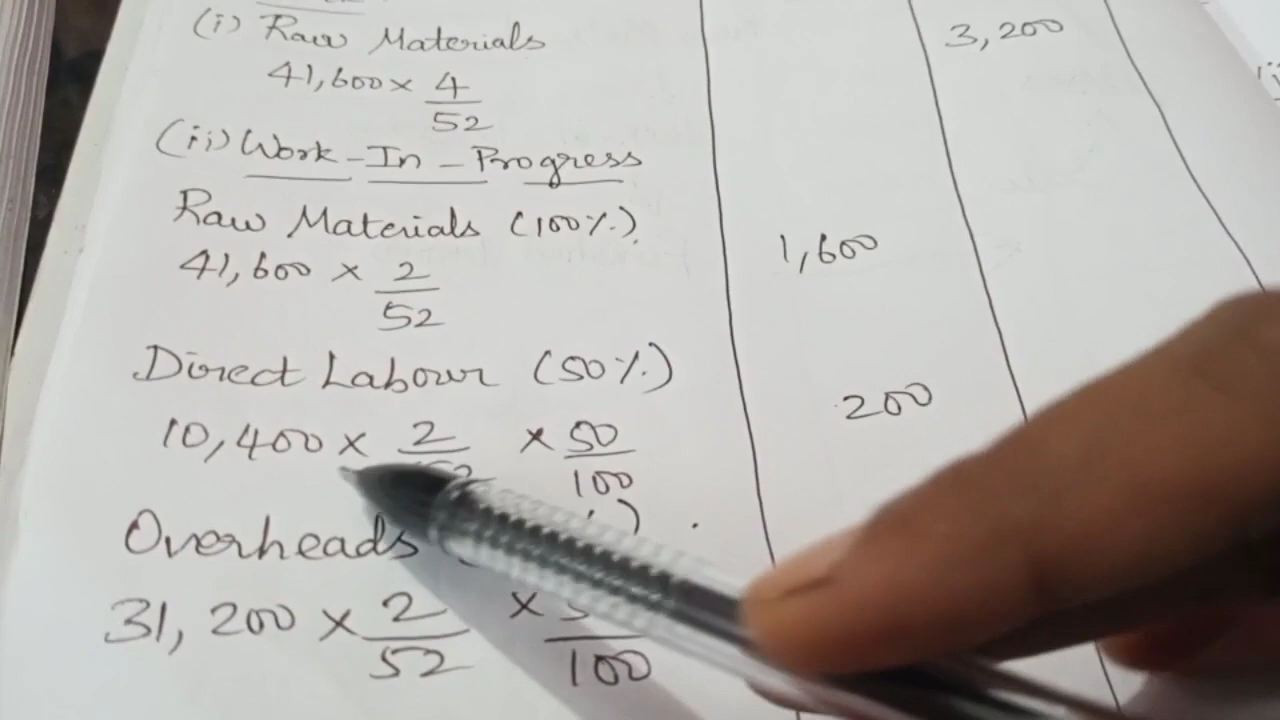 (i) Raw Materials 3,200
41,600 × 4/52
(ii) Work-In-Progress
Raw Materials (100%) 1,600
41,600 × 2/52
Direct Labour (50%) 200
10,400 × 2/52 × 50/100
Overheads
31,200 × 2/52 × /100